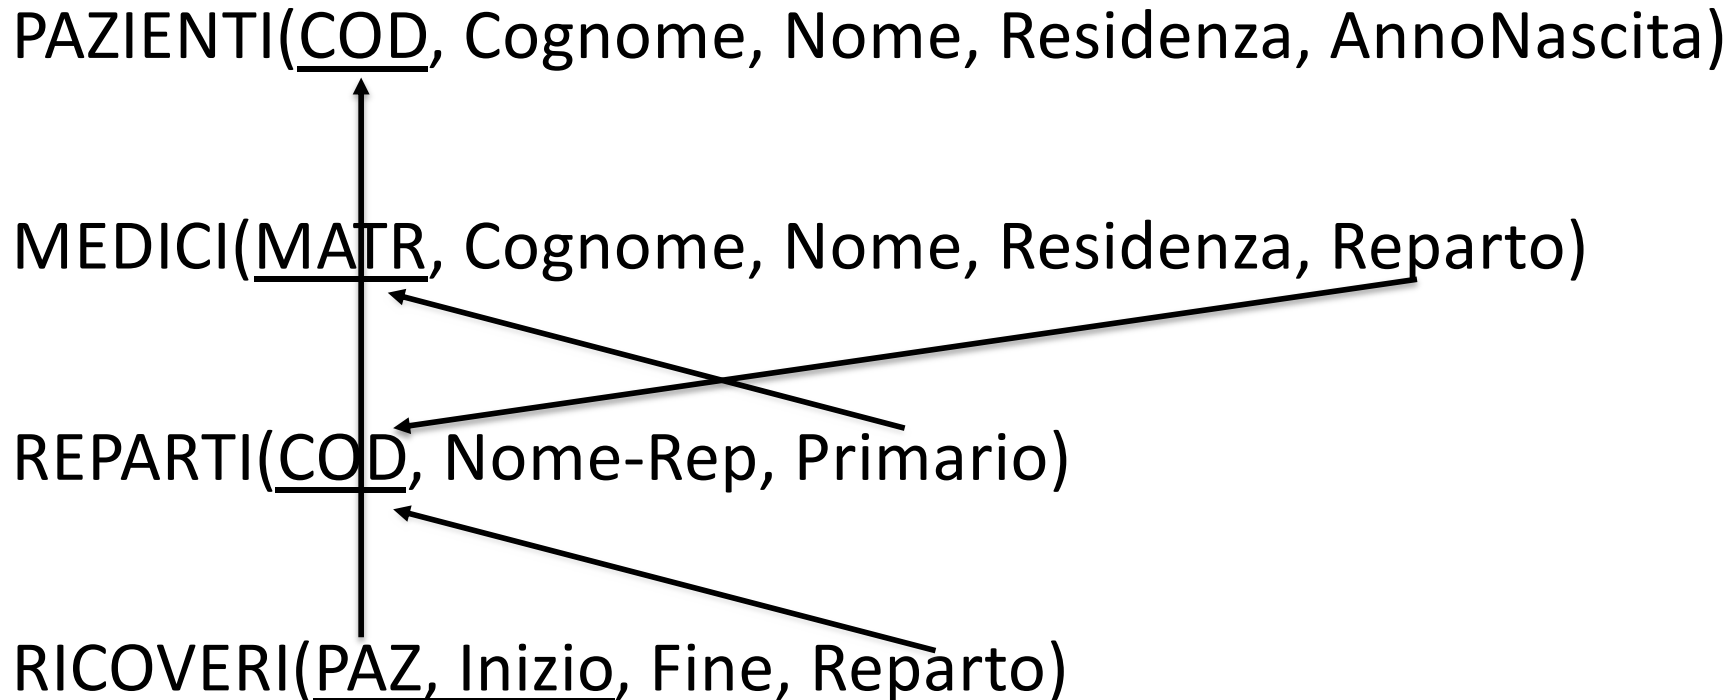 PAZIENTI(COD, Cognome, Nome, Residenza, AnnoNascita)
MEDICI(MATR, Cognome, Nome, Residenza, Reparto)
REPARTI(COD, Nome-Rep, Primario)
RICOVERI(PAZ, Inizio, Fine, Reparto)